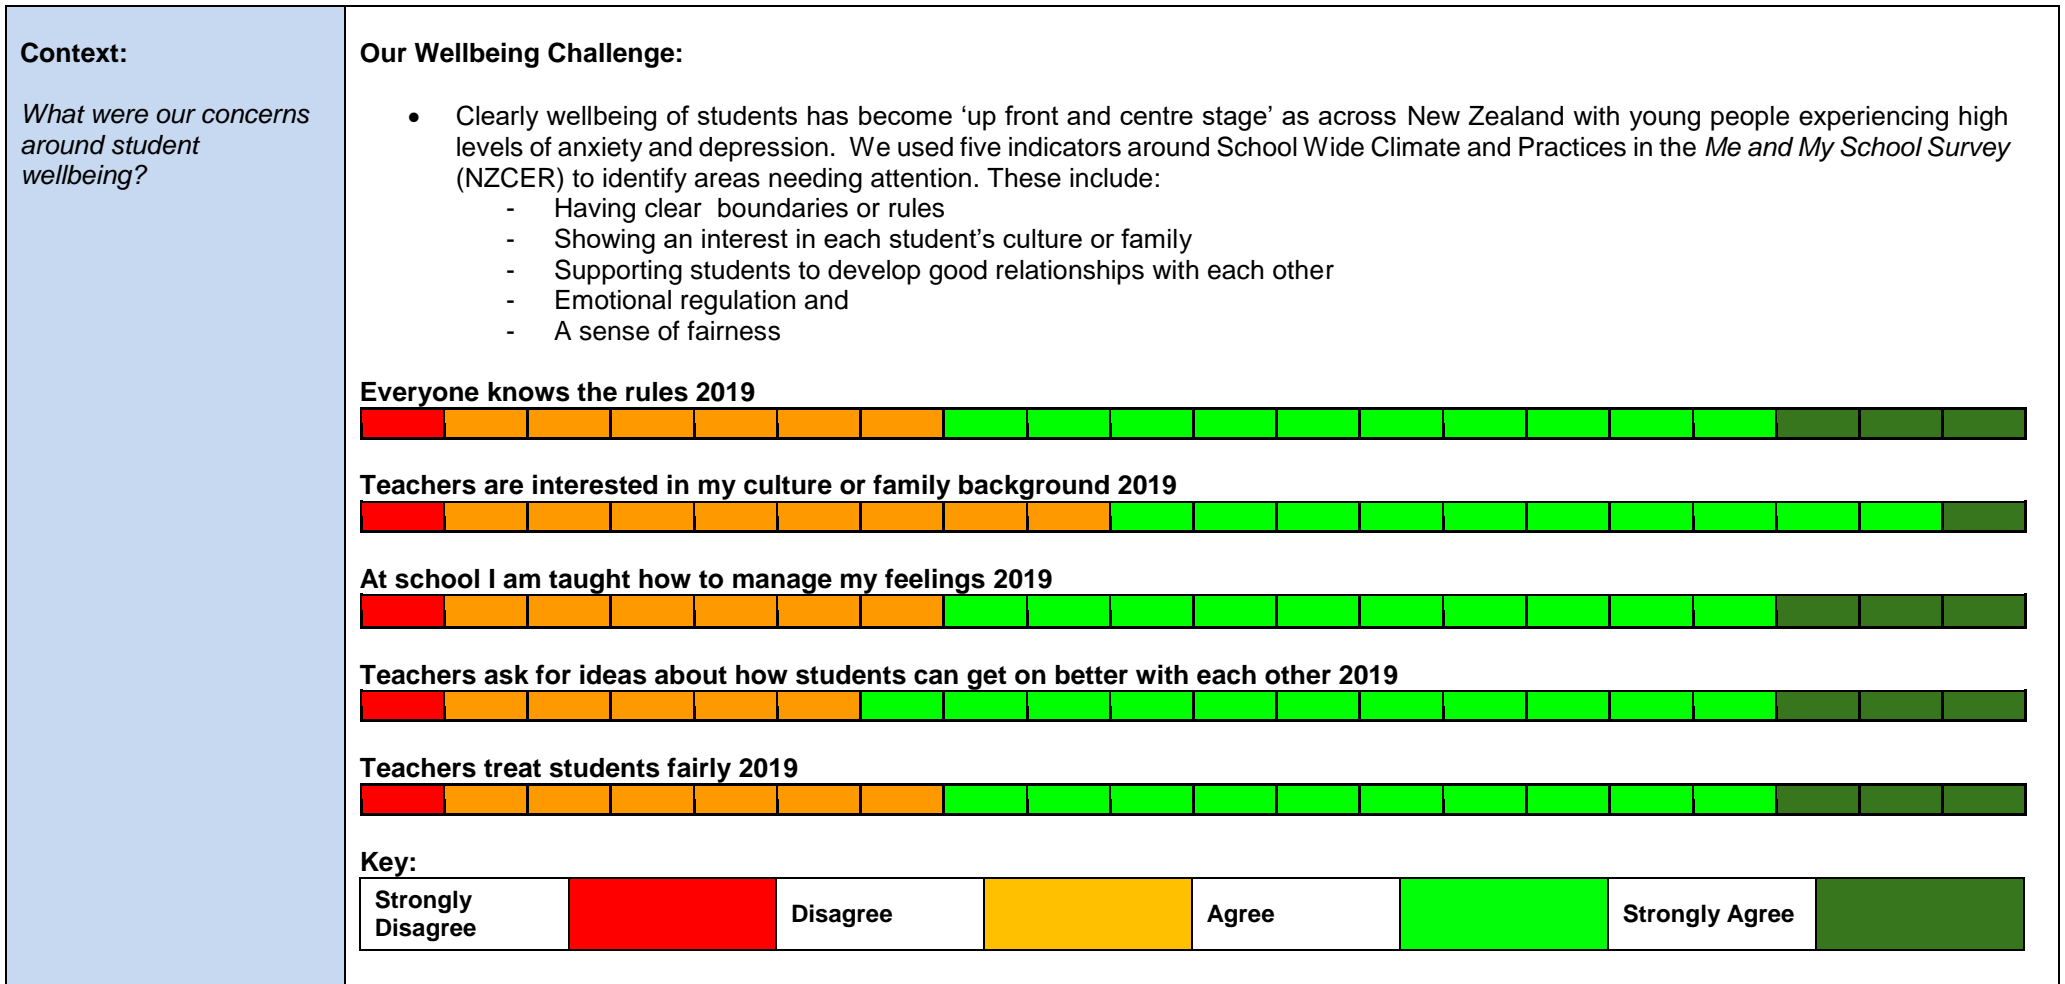 Context:
What were our concerns
around student
wellbeing?
Our Wellbeing Challenge:
• Clearly wellbeing of students has become ‘up front and centre stage’ as across New Zealand with young people experiencing high
levels of anxiety and depression. We used five indicators around School Wide Climate and Practices in the Me and My School Survey
(NZCER) to identify areas needing attention. These include:
- Having clear boundaries or rules
- Showing an interest in each student’s culture or family
- Supporting students to develop good relationships with each other
- Emotional regulation and
- A sense of fairness
Everyone knows the rules 2019
Teachers are interested in my culture or family background 2019
At school I am taught how to manage my feelings 2019
Teachers ask for ideas about how students can get on better with each other 2019
Teachers treat students fairly 2019
Key:
Strongly
Disagree
Disagree
Agree
Strongly Agree